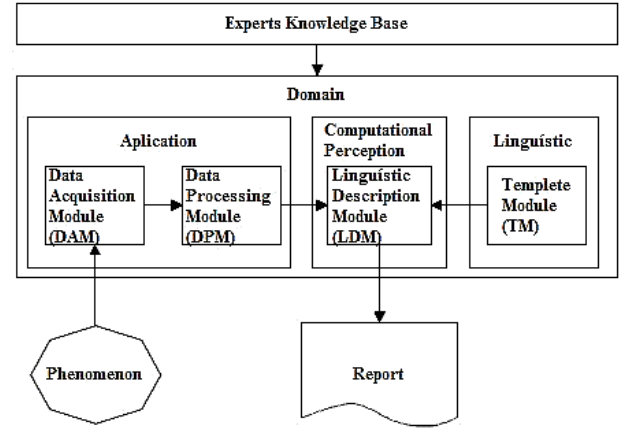 Experts Knowledge Base
Domain
Aplication
Data
Acquisition
Module
(DAM)
Data
Processing
Module
(DPM)
Computational
Perception
Linguístic
Description
Module
(LDM)
Linguístic
Templete
Module
(TM)
Phenomenon
Report